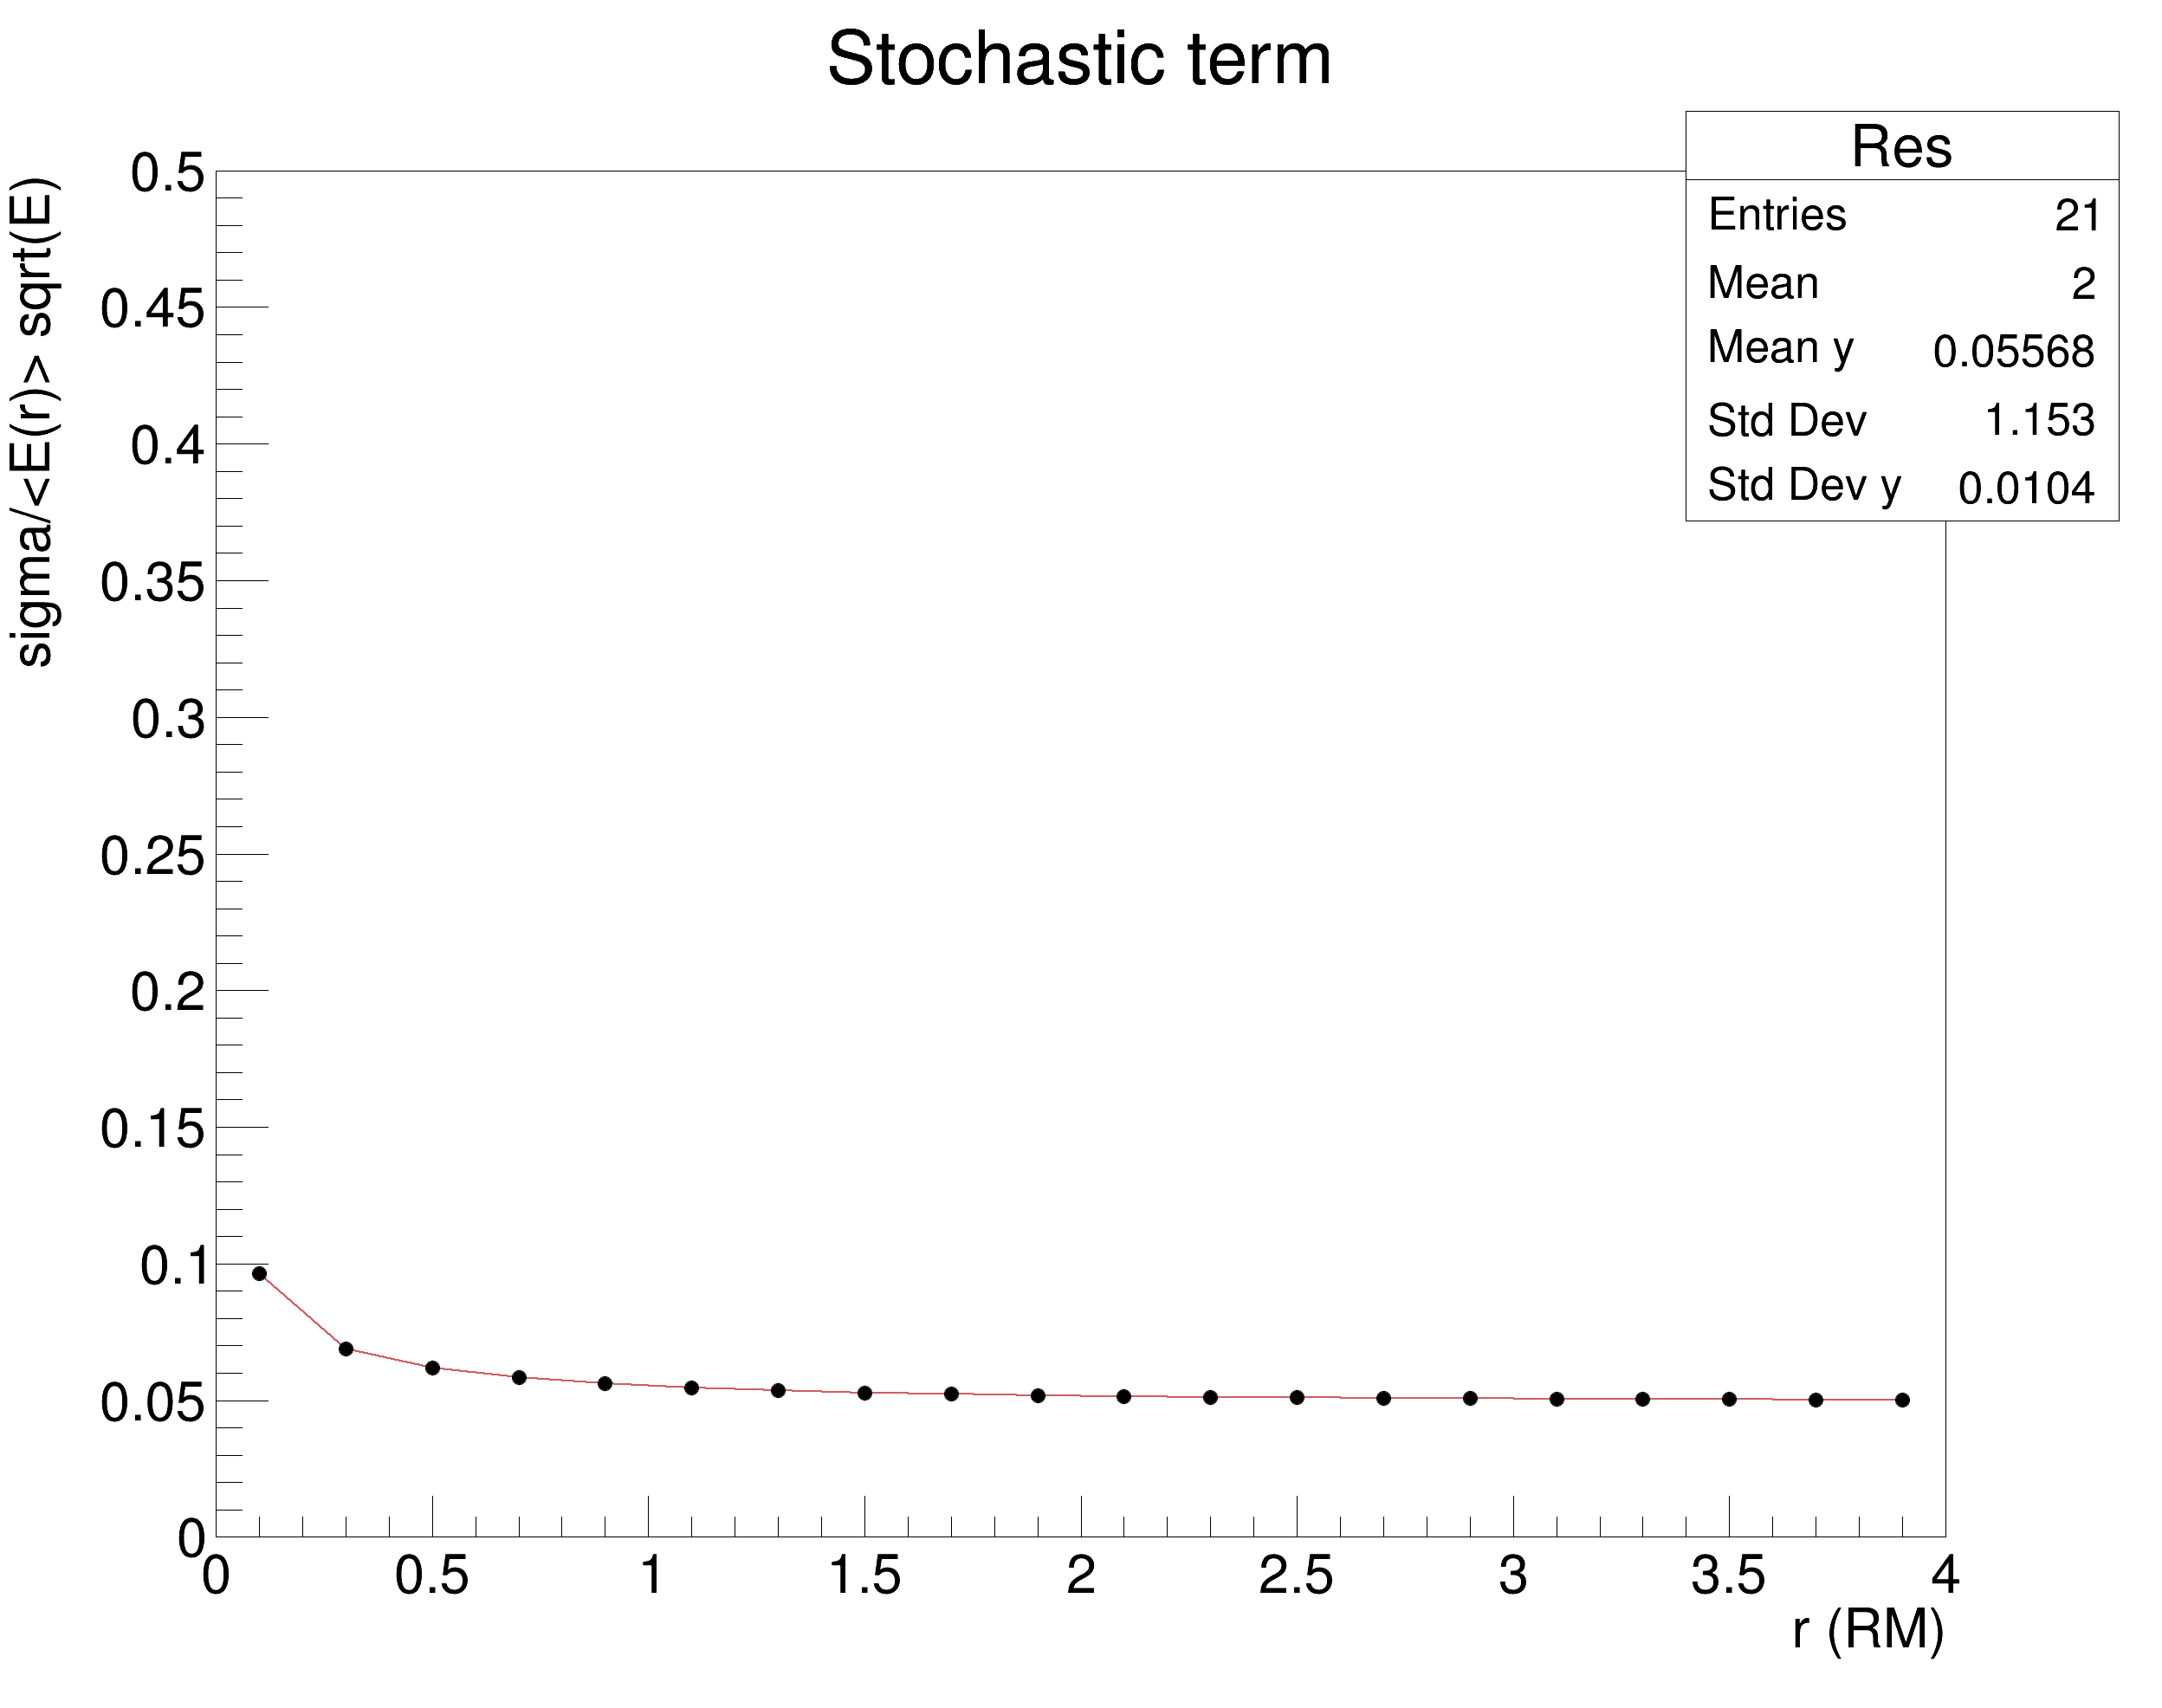 Stochastic term
Res
Entries 21
Mean 2
Mean y 0.05568
Std Dev 1.153
Std Dev y 0.0104
sigma/<E(r)> sqrt(E)
0.5
0.45
0.4
0.35
0.3
0.25
0.2
0.15
0.1
0.05
0
0 0.5 1 1.5 2 2.5 3 3.5 4
r (RM)